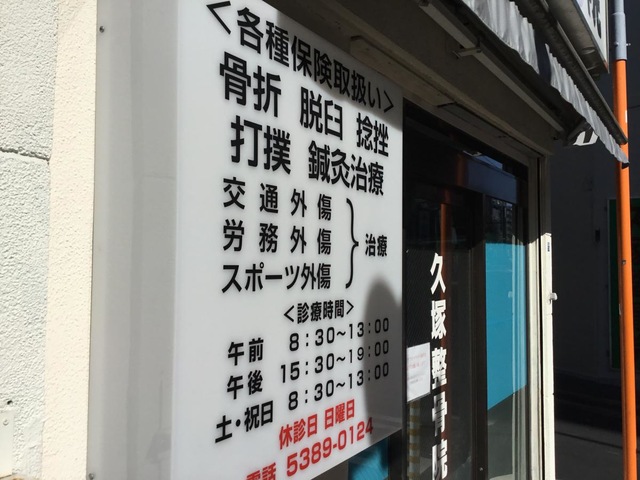 ＜各種保険取扱い＞
骨折 脱臼 捻挫
打撲 鍼灸治療
交通外傷
労務外傷
スポーツ外傷
治療
＜診療時間＞
午前 8:30～13:00
午後 15:30～19:00
土・祝日 8:30～13:00
休診日 日曜日
電話 5389-0124
久塚整骨院